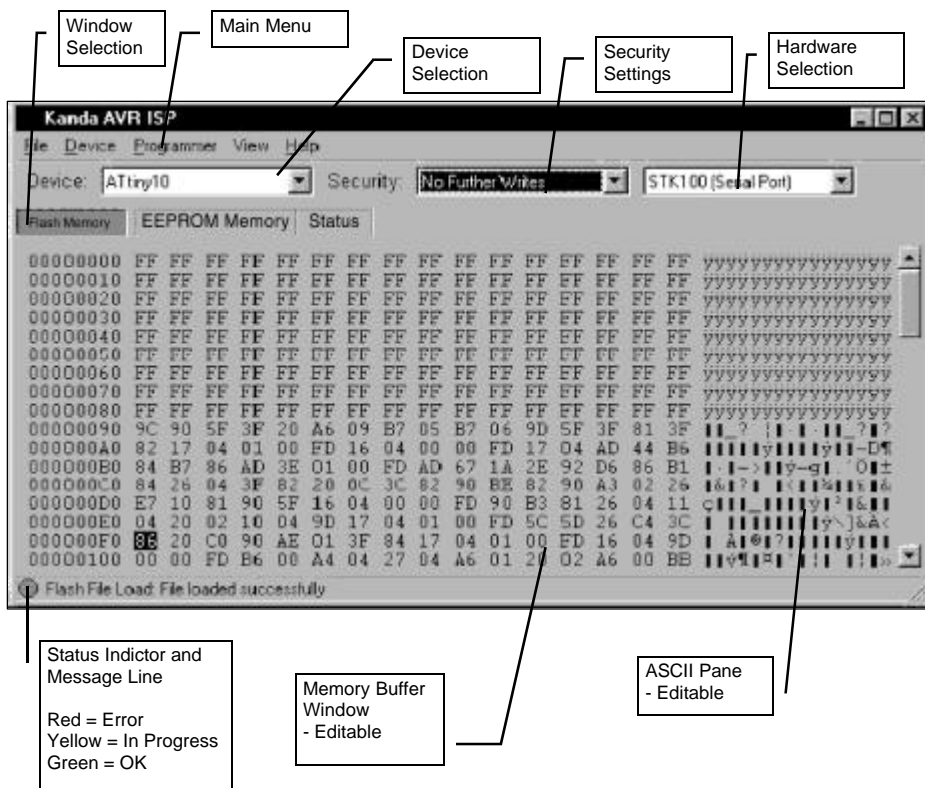 Window
Selection
Main Menu
Device
Selection
Security
Settings
Hardware
Selection
Kanda AVR ISP
File Device Programmer View Help
Device: ATtiny10 Security: No Further Writes STK100 (Serial Port)
Flash Memory EEPROM Memory Status
00000000 FF FF FF FF FF FF FF FF FF FF FF FF FF FF FF FF ÿÿÿÿÿÿÿÿÿÿÿÿÿÿÿÿ
00000010 FF FF FF FF FF FF FF FF FF FF FF FF FF FF FF FF ÿÿÿÿÿÿÿÿÿÿÿÿÿÿÿÿ
00000020 FF FF FF FF FF FF FF FF FF FF FF FF FF FF FF FF ÿÿÿÿÿÿÿÿÿÿÿÿÿÿÿÿ
00000030 FF FF FF FF FF FF FF FF FF FF FF FF FF FF FF FF ÿÿÿÿÿÿÿÿÿÿÿÿÿÿÿÿ
00000040 FF FF FF FF FF FF FF FF FF FF FF FF FF FF FF FF ÿÿÿÿÿÿÿÿÿÿÿÿÿÿÿÿ
00000050 FF FF FF FF FF FF FF FF FF FF FF FF FF FF FF FF ÿÿÿÿÿÿÿÿÿÿÿÿÿÿÿÿ
00000060 FF FF FF FF FF FF FF FF FF FF FF FF FF FF FF FF ÿÿÿÿÿÿÿÿÿÿÿÿÿÿÿÿ
00000070 FF FF FF FF FF FF FF FF FF FF FF FF FF FF FF FF ÿÿÿÿÿÿÿÿÿÿÿÿÿÿÿÿ
00000080 FF FF FF FF FF FF FF FF FF FF FF FF FF FF FF FF ÿÿÿÿÿÿÿÿÿÿÿÿÿÿÿÿ
00000090 9C 90 5F 3F 20 A6 09 B7 05 B7 06 9D 5F 3F 81 3F
000000A0 82 17 04 01 00 FD 16 04 00 00 FD 17 04 AD 44 B6
000000B0 84 B7 86 AD 3E 01 00 FD AD 67 1A 2E 92 D6 86 B1
000000C0 84 26 04 3F 82 20 0C 3C 82 90 BE 82 90 A3 02 26
000000D0 E7 10 81 90 5F 16 04 00 00 FD 90 B3 81 26 04 11
000000E0 04 20 02 10 04 9D 17 04 01 00 FD 5C 5D 26 C4 3C
000000F0 86 20 C0 90 AE 01 3F 84 17 04 01 00 FD 16 04 9D
00000100 00 00 FD B6 00 A4 04 27 04 A6 01 20 02 A6 00 BB
Flash File Load: File loaded successfully
Status Indictor and
Message Line
Red = Error
Yellow = In Progress
Green = OK
Memory Buffer
Window
- Editable
ASCII Pane
- Editable